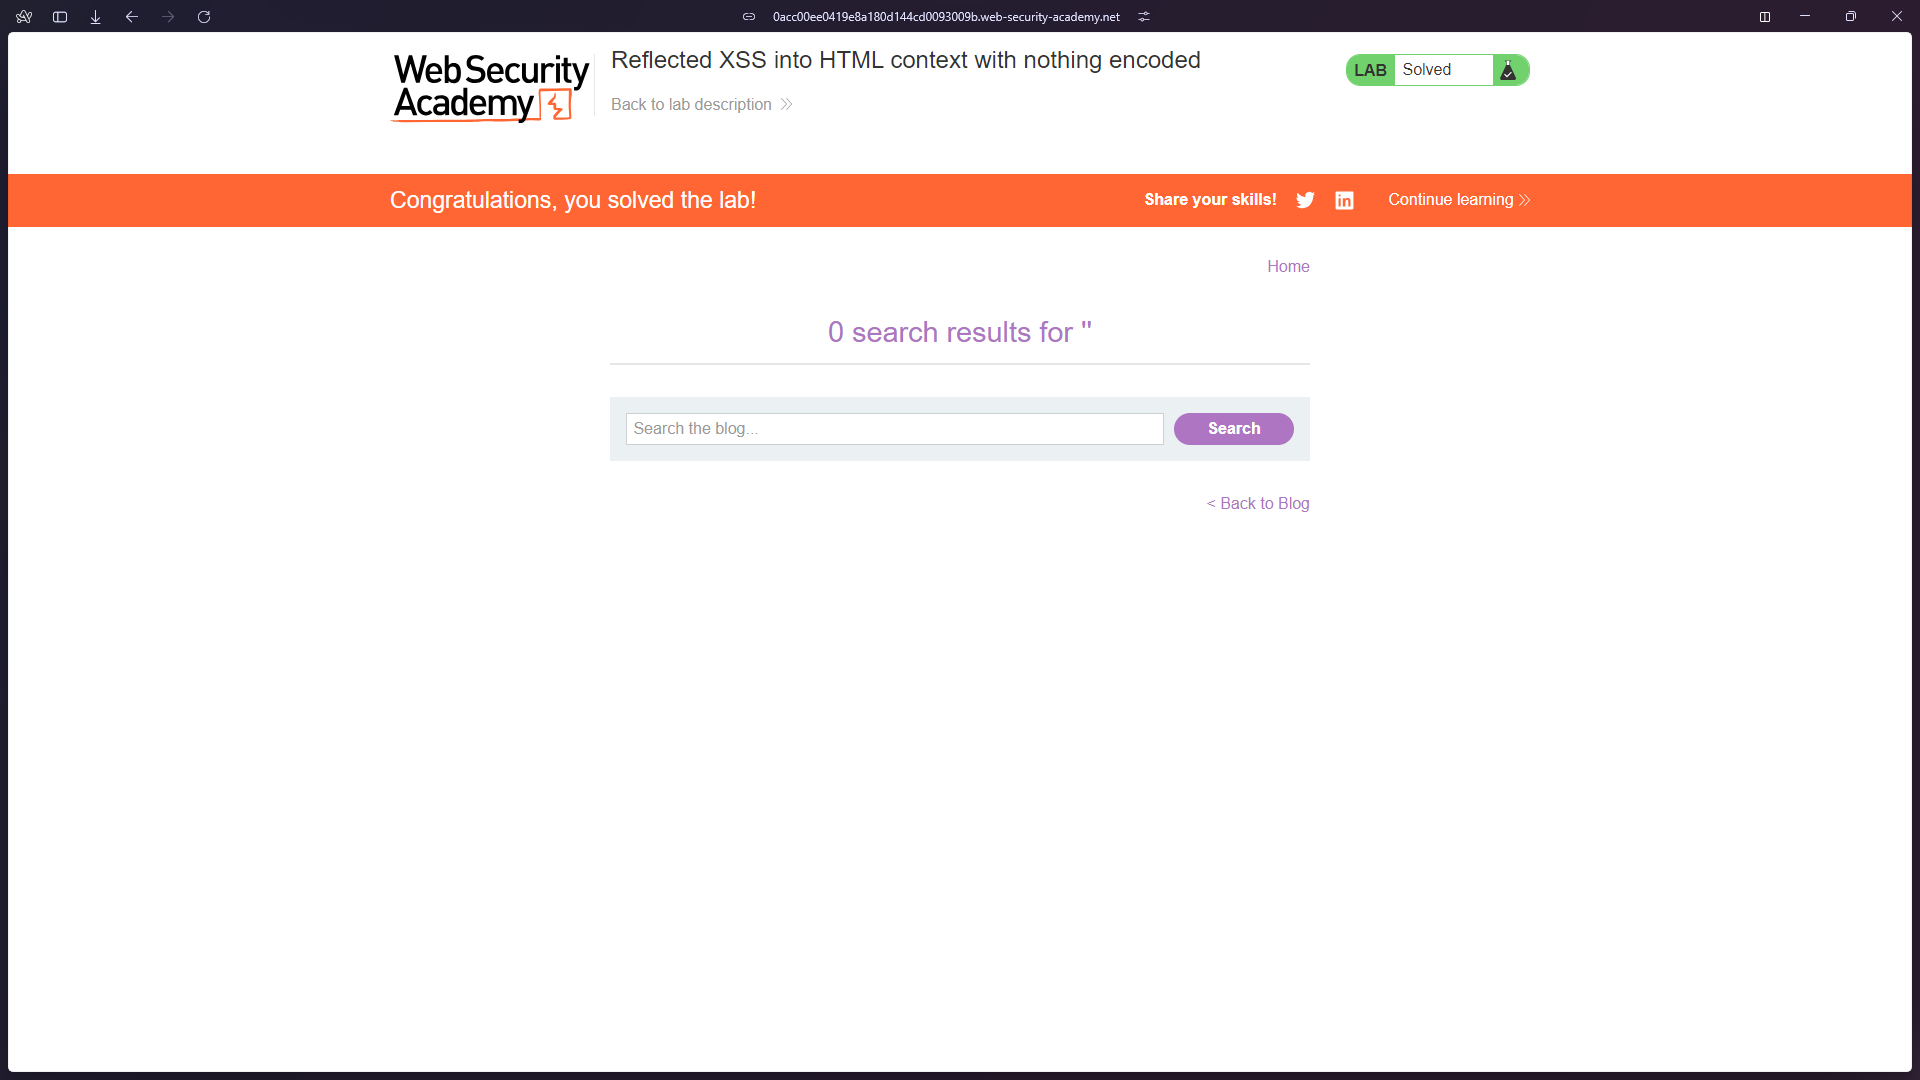 0acc00ee0419e8a180d144cd0093009b.web-security-academy.net
Web Security
Academy
Reflected XSS into HTML context with nothing encoded
Back to lab description
LAB Solved
Congratulations, you solved the lab!
Share your skills!
Continue learning
Home
0 search results for ''
Search the blog...
Search
< Back to Blog